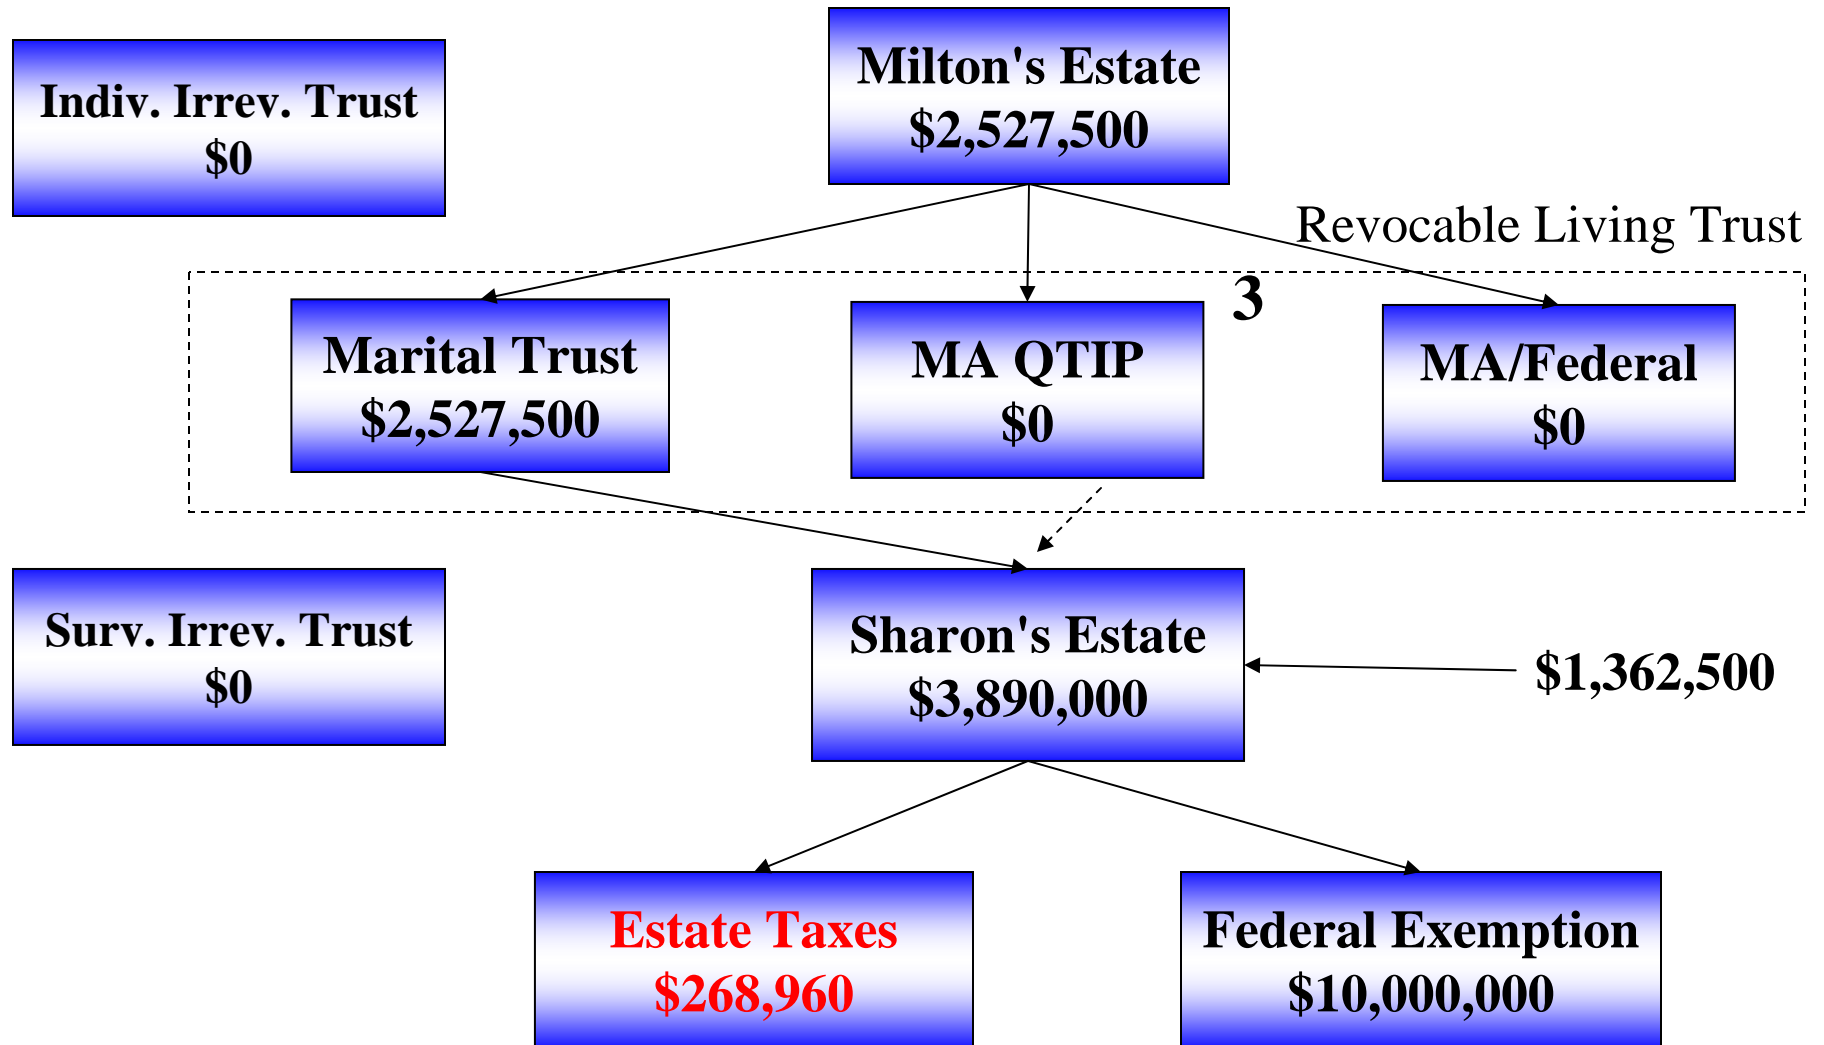 Milton's Estate
$2,527,500
Indiv. Irrev. Trust
$0
Revocable Living Trust
3
Marital Trust
$2,527,500
MA QTIP
$0
MA/Federal
$0
Surv. Irrev. Trust
$0
Sharon's Estate
$3,890,000
$1,362,500
Estate Taxes
$268,960
Federal Exemption
$10,000,000